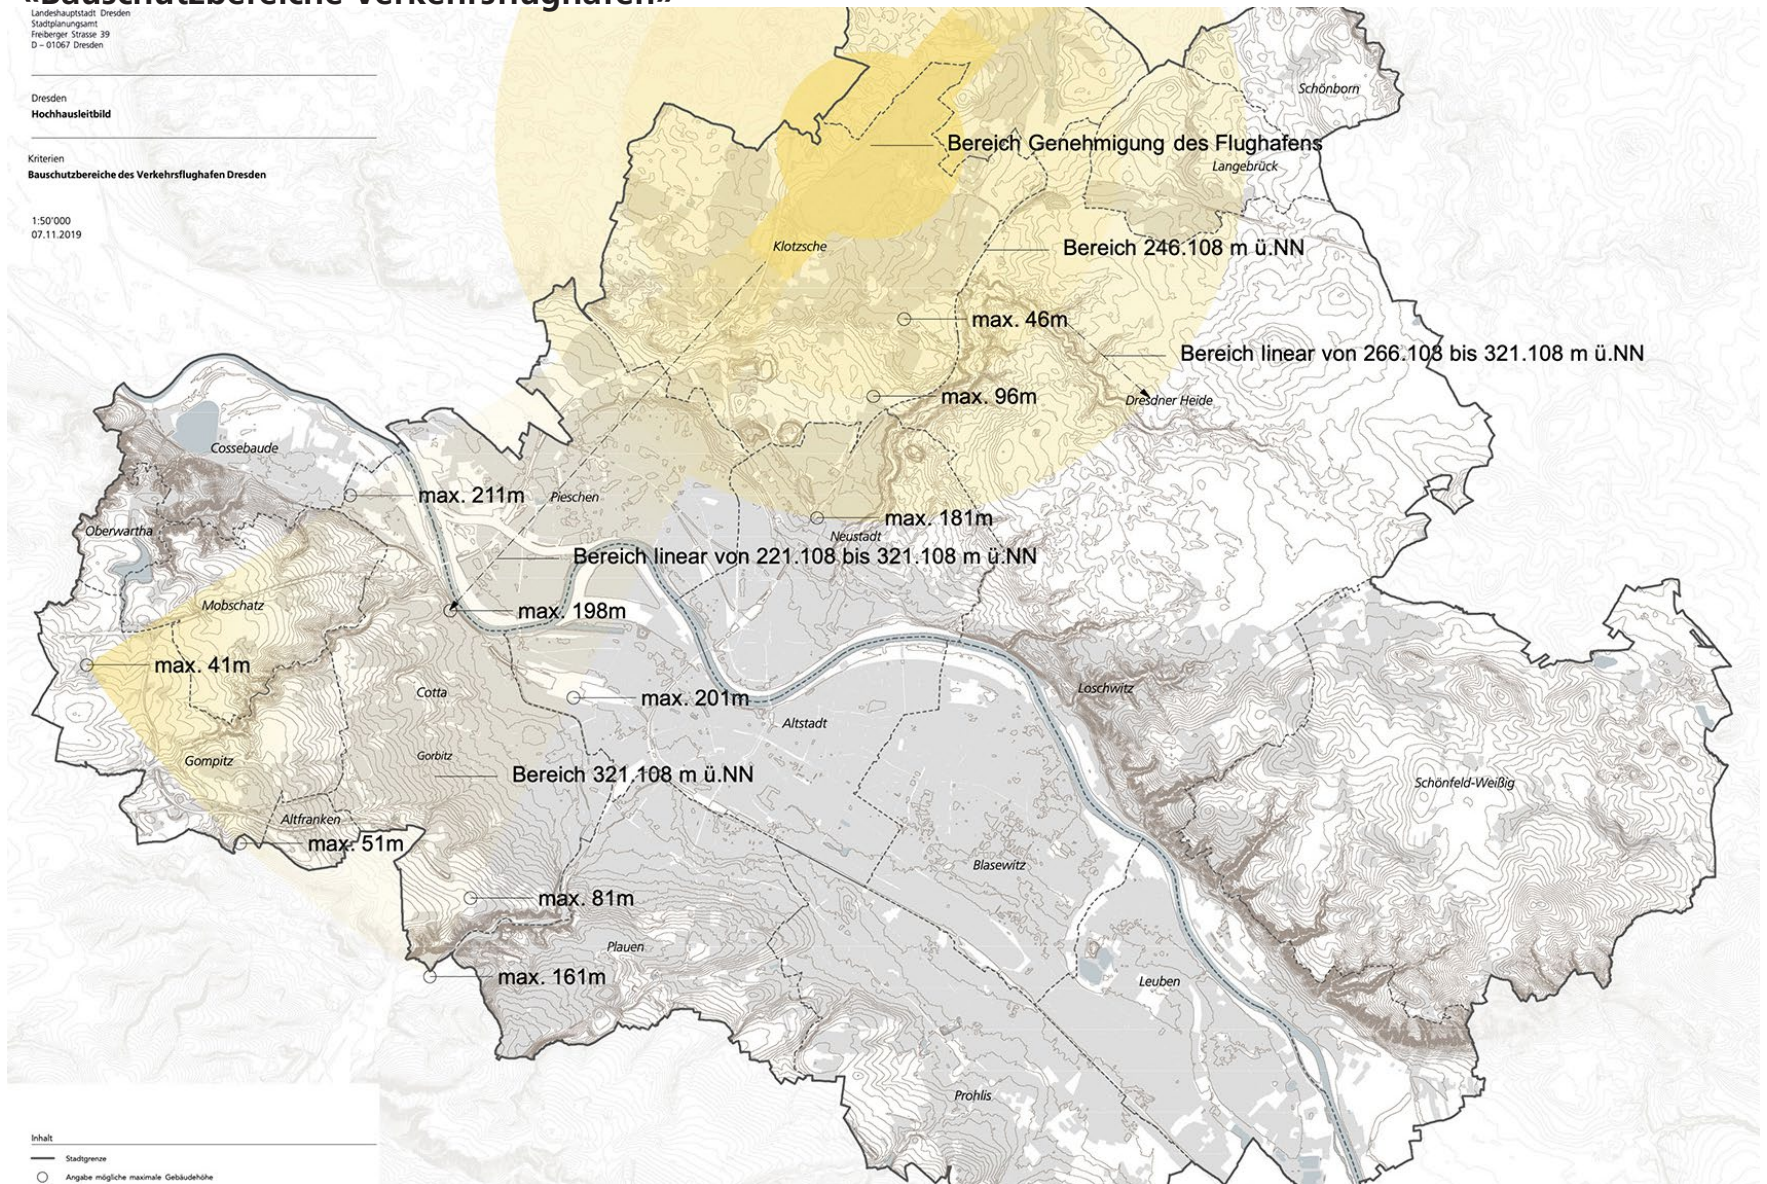 «Bauschutzbereiche Verkehrsflughafen»
Landeshauptstadt Dresden
Stadtplanungsamt
Freiberger Strasse 39
D – 01067 Dresden
Dresden
Hochhausleitbild
Kriterien
Bauschutzbereiche des Verkehrsflughafen Dresden
1:50'000
07.11.2019
Schönborn
Bereich Genehmigung des Flughafens
Langebrück
Klotzsche
Bereich 246.108 m ü.NN
max. 46m
Bereich linear von 266.108 bis 321.108 m ü.NN
max. 96m
Dresdner Heide
Cossebaude
max. 211m
Pieschen
max. 181m
Oberwartha
Neustadt
Bereich linear von 221.108 bis 321.108 m ü.NN
Mobschatz
max. 198m
max. 41m
Cotta
max. 201m
Loschwitz
Altstadt
Gompitz
Gorbitz
Bereich 321.108 m ü.NN
Schönfeld-Weißig
Altfranken
max. 51m
Blasewitz
max. 81m
Plauen
max. 161m
Leuben
Prohlis
Inhalt
Stadtgrenze
Angabe mögliche maximale Gebäudehöhe